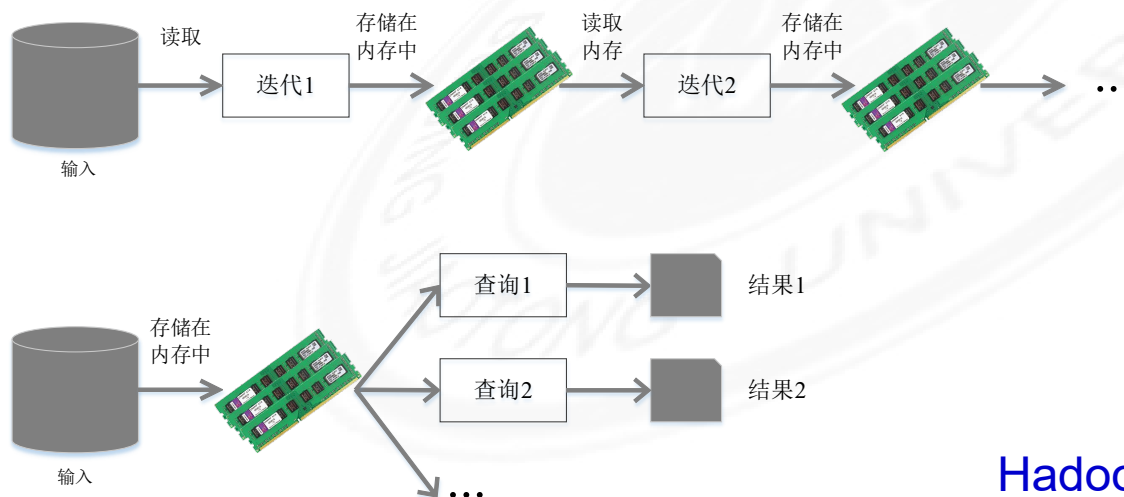 读取
存储在
内存中
读取
内存
存储在
内存中
迭代1
迭代2
...
输入
查询1
结果1
存储在
内存中
查询2
结果2
输入
...
Hadoo